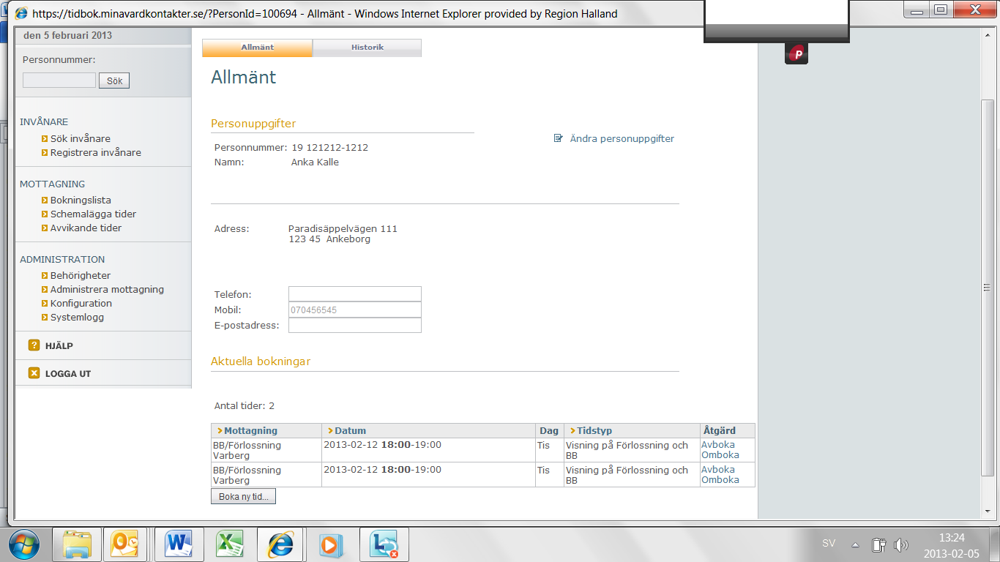 https://tidbok.minavardkontakter.se/?PersonId=100694 - Allmänt - Windows Internet Explorer provided by Region Halland
den 5 februari 2013
Personnummer:
Sök
INVÅNARE
Sök invånare
Registrera invånare
MOTTAGNING
Bokningslista
Schemalägga tider
Avvikande tider
ADMINISTRATION
Behörigheter
Administrera mottagning
Konfiguration
Systemlogg
? HJÄLP
LOGGA UT
Allmänt Historik
Allmänt
Personuppgifter
Ändra personuppgifter
Personnummer: 19 121212-1212
Namn: Anka Kalle
Adress: Paradisäppelvägen 111
123 45 Ankeborg
Telefon:
Mobil: 070456545
E-postadress:
Aktuella bokningar
Antal tider: 2
Mottagning Datum Dag Tidstyp Åtgärd
BB/Förlossning 2013-02-12 18:00-19:00 Tis Visning på Förlossning och Avboka
Varberg BB Omboka
BB/Förlossning 2013-02-12 18:00-19:00 Tis Visning på Förlossning och Avboka
Varberg BB Omboka
Boka ny tid...
SV 13:24
2013-02-05